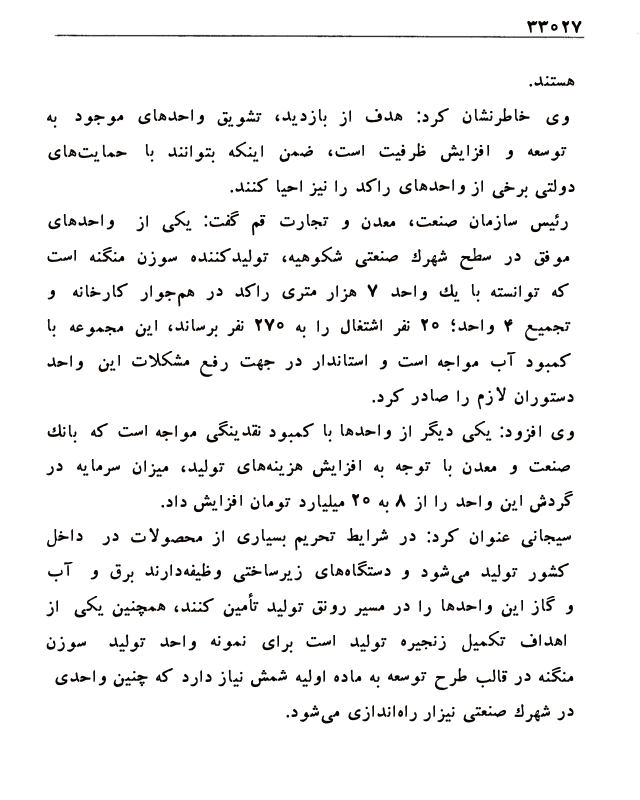 ۳۳۰۲۷
هستند.
وی خاطرنشان کرد: هدف از بازدید، تشویق واحدهای موجود به
توسعه و افزایش ظرفیت است، ضمن اینکه بتوانند با حمایت‌های
دولتی برخی از واحدهای راکد را نیز احیا کنند.
رئیس سازمان صنعت، معدن و تجارت قم گفت: یکی از واحدهای
موفق در سطح شهرك صنعتی شکوهیه، تولیدکننده سوزن منگنه است
که توانسته با یك واحد ۷ هزار متری راکد در هم‌جوار کارخانه و
تجمیع ۴ واحد؛ ۲۰ نفر اشتغال را به ۲۷۰ نفر برساند، این مجموعه با
کمبود آب مواجه است و استاندار در جهت رفع مشکلات این واحد
دستوران لازم را صادر کرد.
وی افزود: یکی دیگر از واحدها با کمبود نقدینگی مواجه است که بانك
صنعت و معدن با توجه به افزایش هزینه‌های تولید، میزان سرمایه در
گردش این واحد را از ۸ به ۲۰ میلیارد تومان افزایش داد.
سیجانی عنوان کرد: در شرایط تحریم بسیاری از محصولات در داخل
کشور تولید می‌شود و دستگاه‌های زیرساختی وظیفه‌دارند برق و آب
و گاز این واحدها را در مسیر رونق تولید تأمین کنند، همچنین یکی از
اهداف تکمیل زنجیره تولید است برای نمونه واحد تولید سوزن
منگنه در قالب طرح توسعه به ماده اولیه شمش نیاز دارد که چنین واحدی
در شهرك صنعتی نیزار راه‌اندازی می‌شود.